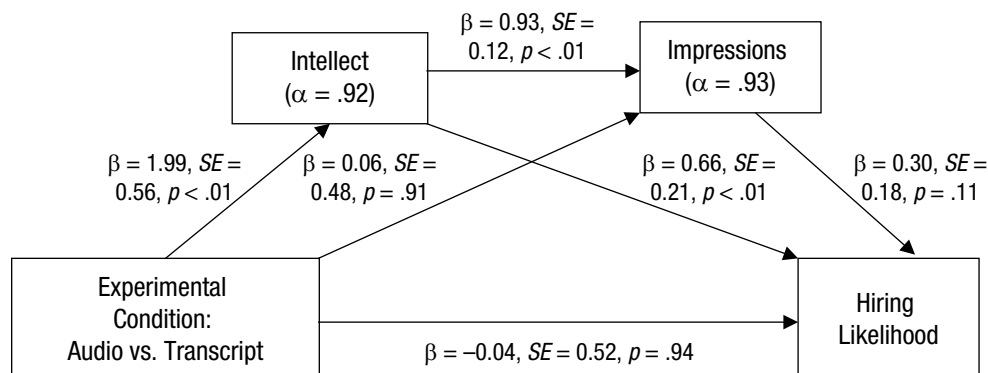 β = 0.93, SE =
0.12, p < .01
Intellect
(α = .92)
Impressions
(α = .93)
β = 1.99, SE =
0.56, p < .01
β = 0.06, SE =
0.48, p = .91
β = 0.66, SE =
0.21, p < .01
β = 0.30, SE =
0.18, p = .11
Experimental
Condition:
Audio vs. Transcript
Hiring
Likelihood
β = –0.04, SE = 0.52, p = .94